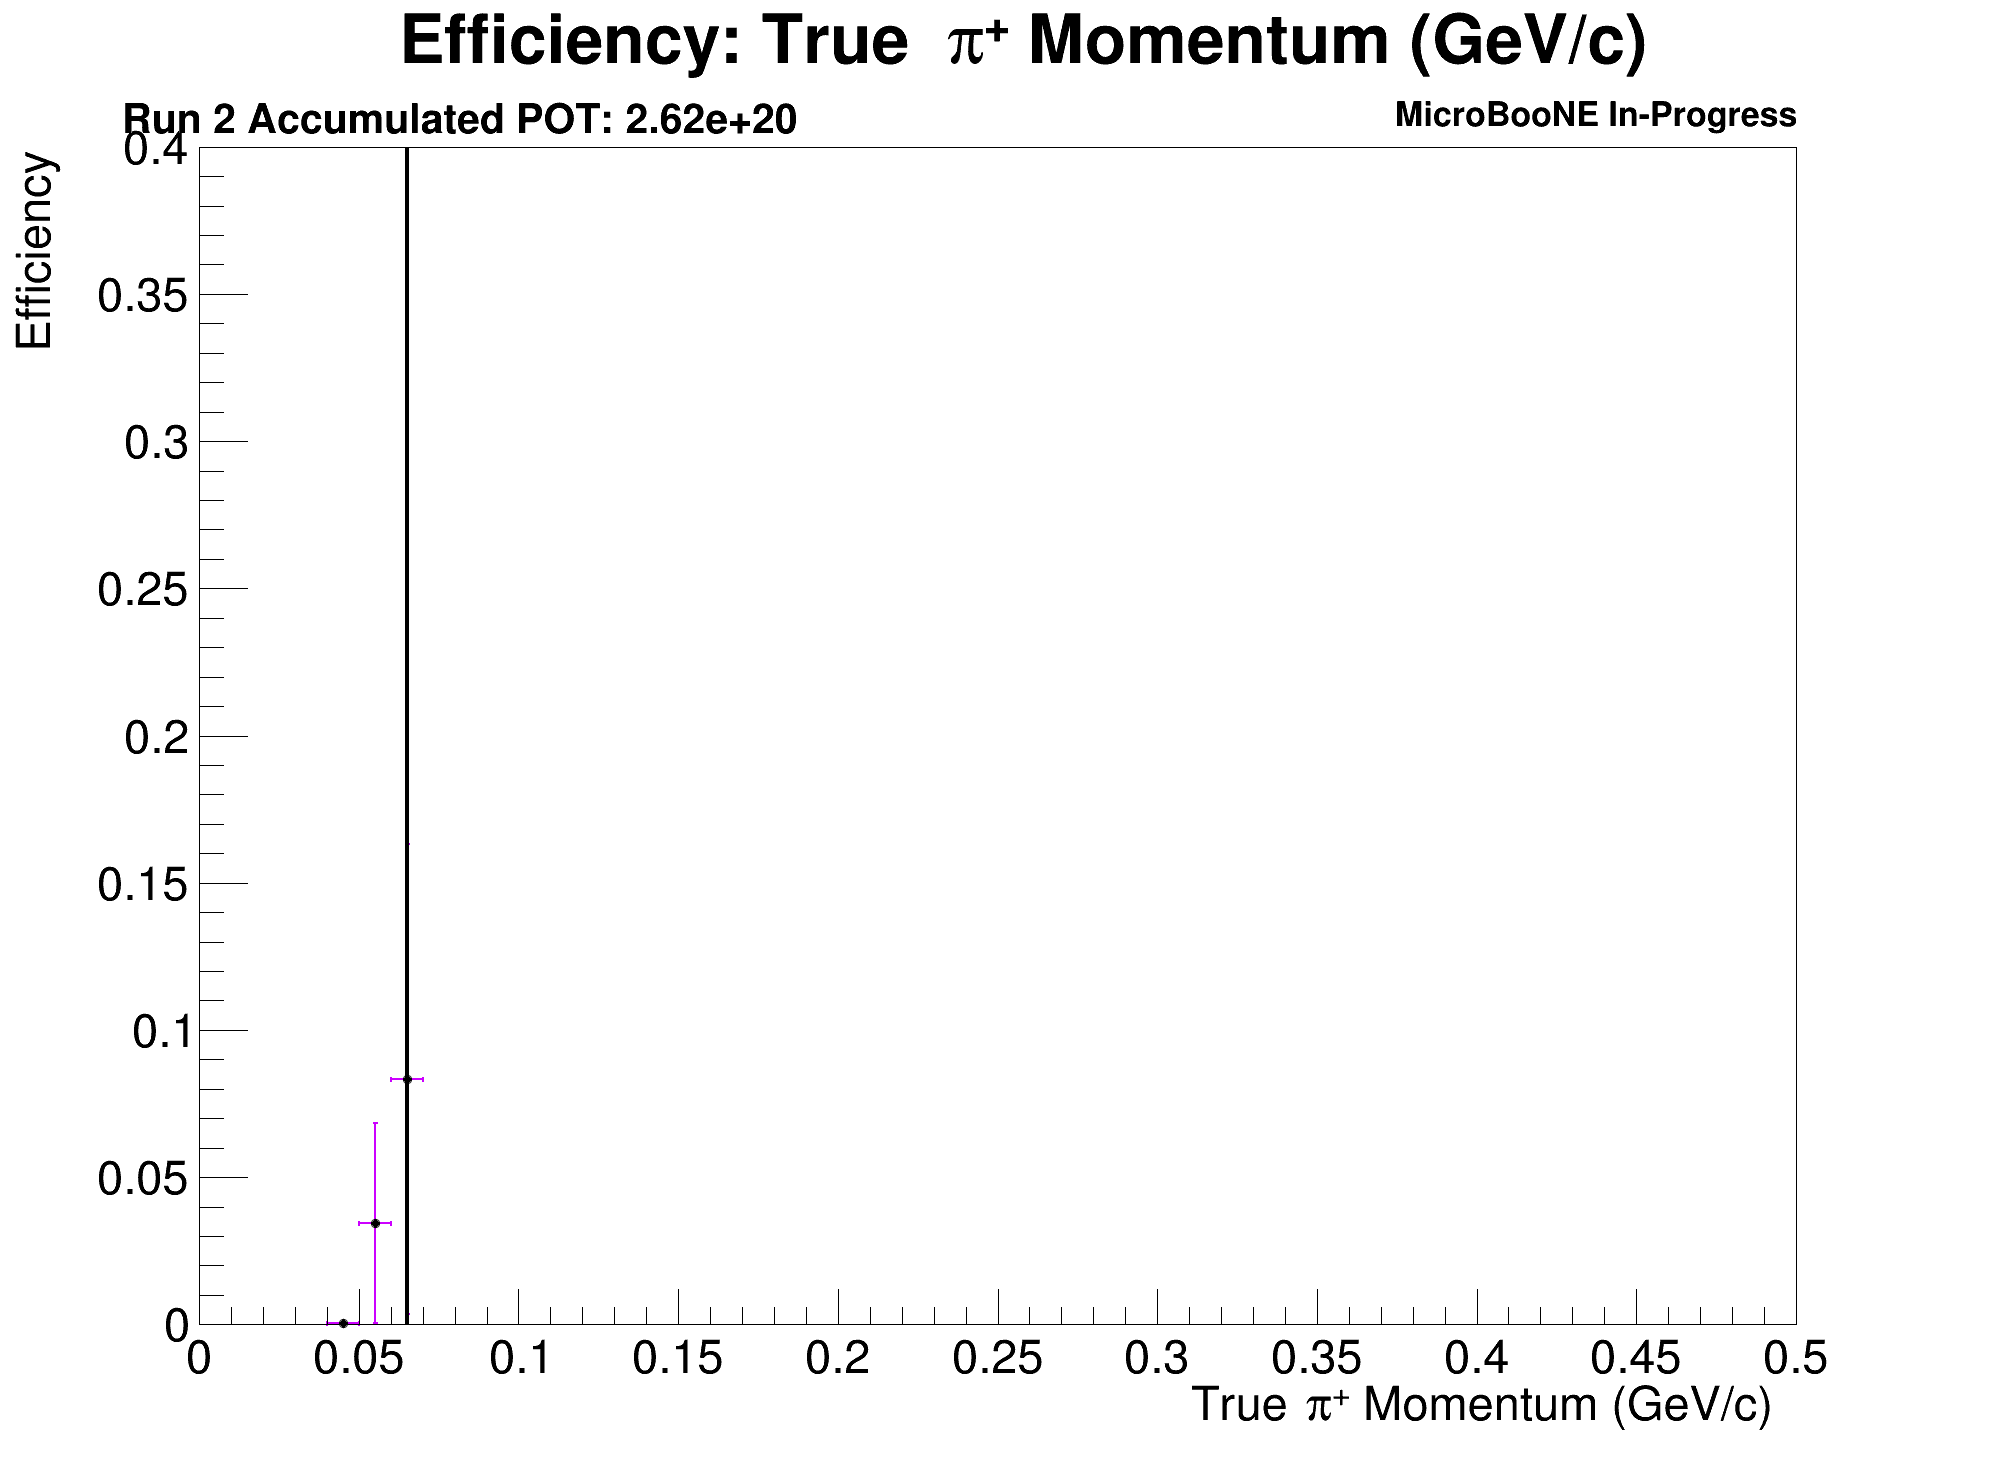 Efficiency: True π⁺ Momentum (GeV/c)
Run 2 Accumulated POT: 2.62e+20
MicroBooNE In-Progress
Efficiency
0.4
0.35
0.3
0.25
0.2
0.15
0.1
0.05
0
0 0.05 0.1 0.15 0.2 0.25 0.3 0.35 0.4 0.45 0.5
True π⁺ Momentum (GeV/c)